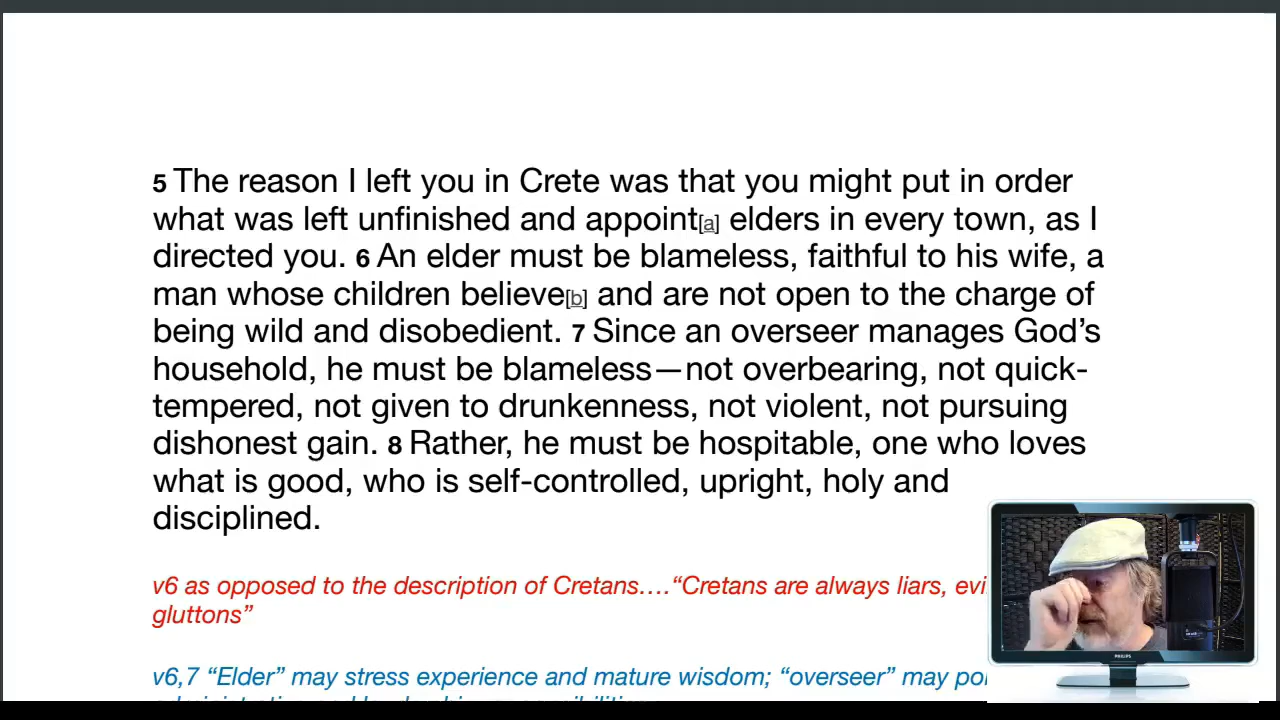 5 The reason I left you in Crete was that you might put in order
what was left unfinished and appoint[a] elders in every town, as I
directed you. 6 An elder must be blameless, faithful to his wife, a
man whose children believe[b] and are not open to the charge of
being wild and disobedient. 7 Since an overseer manages God’s
household, he must be blameless—not overbearing, not quick-
tempered, not given to drunkenness, not violent, not pursuing
dishonest gain. 8 Rather, he must be hospitable, one who loves
what is good, who is self-controlled, upright, holy and
disciplined.
v6 as opposed to the description of Cretans….“Cretans are always liars,
gluttons”
v6,7 “Elder” may stress experience and mature wisdom; “overseer” may
PHILIPS